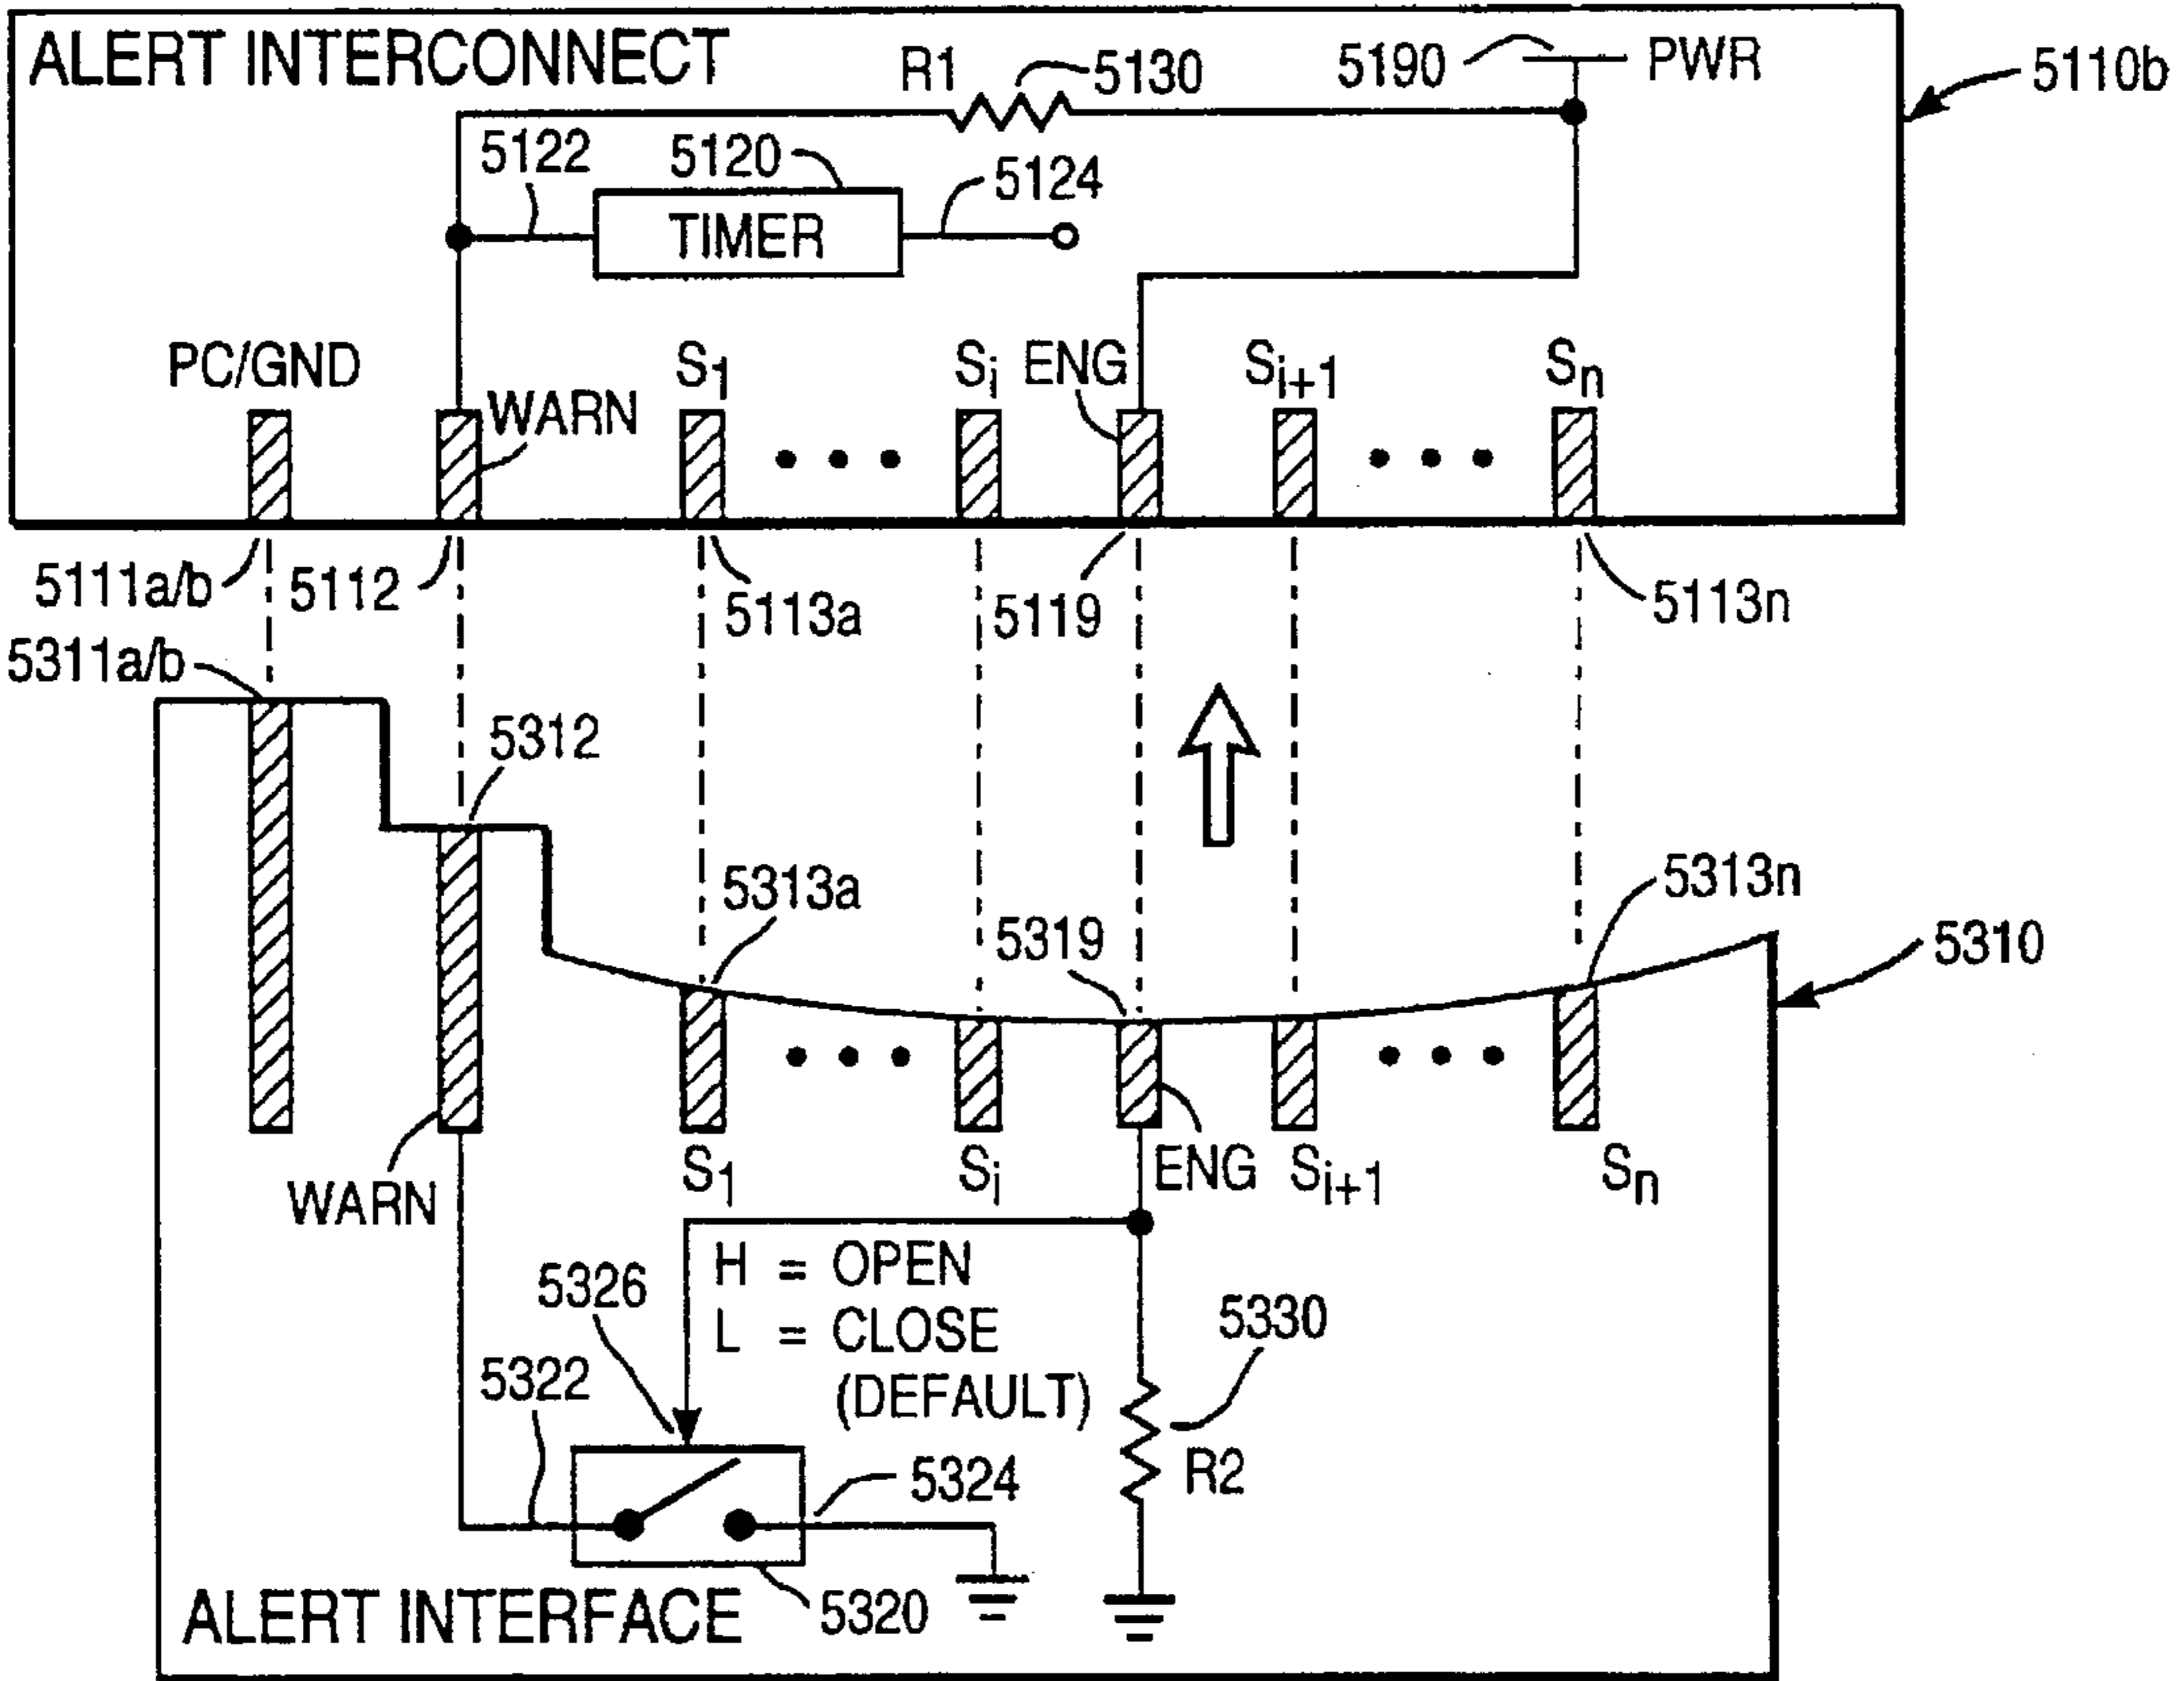 ALERT INTERCONNECT
R1
5130
5190
PWR
5110b
5122
5120
5124
TIMER
PC/GND
WARN
S1
Si
ENG
Si+1
Sn
5111a/b
5112
5113a
5119
5113n
5311a/b
5312
5313a
5319
5313n
5310
WARN
S1
Si
ENG
Si+1
Sn
5326
H = OPEN
L = CLOSE
(DEFAULT)
5330
5322
5324
R2
5320
ALERT INTERFACE